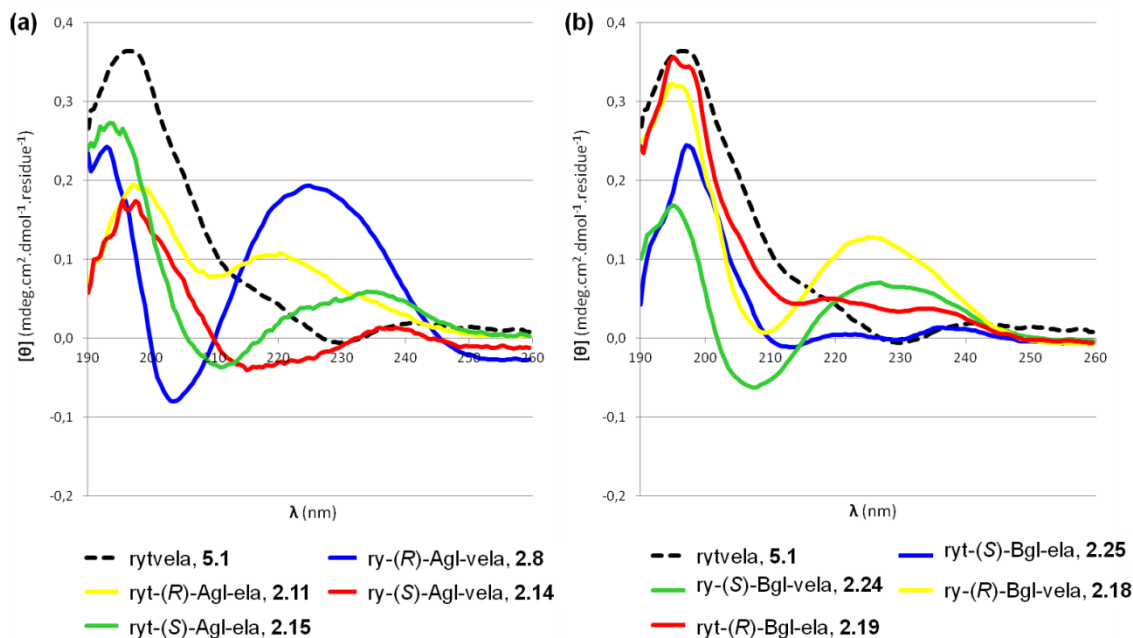 (a)
[θ] (mdeg.cm².dmol⁻¹.residue⁻¹)
0,4
0,3
0,2
0,1
0,0
-0,1
-0,2
190 200 210 220 230 240 250 260
λ (nm)
rytvela, 5.1
ry-(R)-Agl-vela, 2.8
ryt-(R)-Agl-ela, 2.11
ry-(S)-Agl-vela, 2.14
ryt-(S)-Agl-ela, 2.15
(b)
[θ] (mdeg.cm².dmol⁻¹.residue⁻¹)
0,4
0,3
0,2
0,1
0,0
-0,1
-0,2
190 200 210 220 230 240 250 260
λ (nm)
rytvela, 5.1
ryt-(S)-Bgl-ela, 2.25
ry-(S)-Bgl-vela, 2.24
ry-(R)-Bgl-vela, 2.18
ryt-(R)-Bgl-ela, 2.19